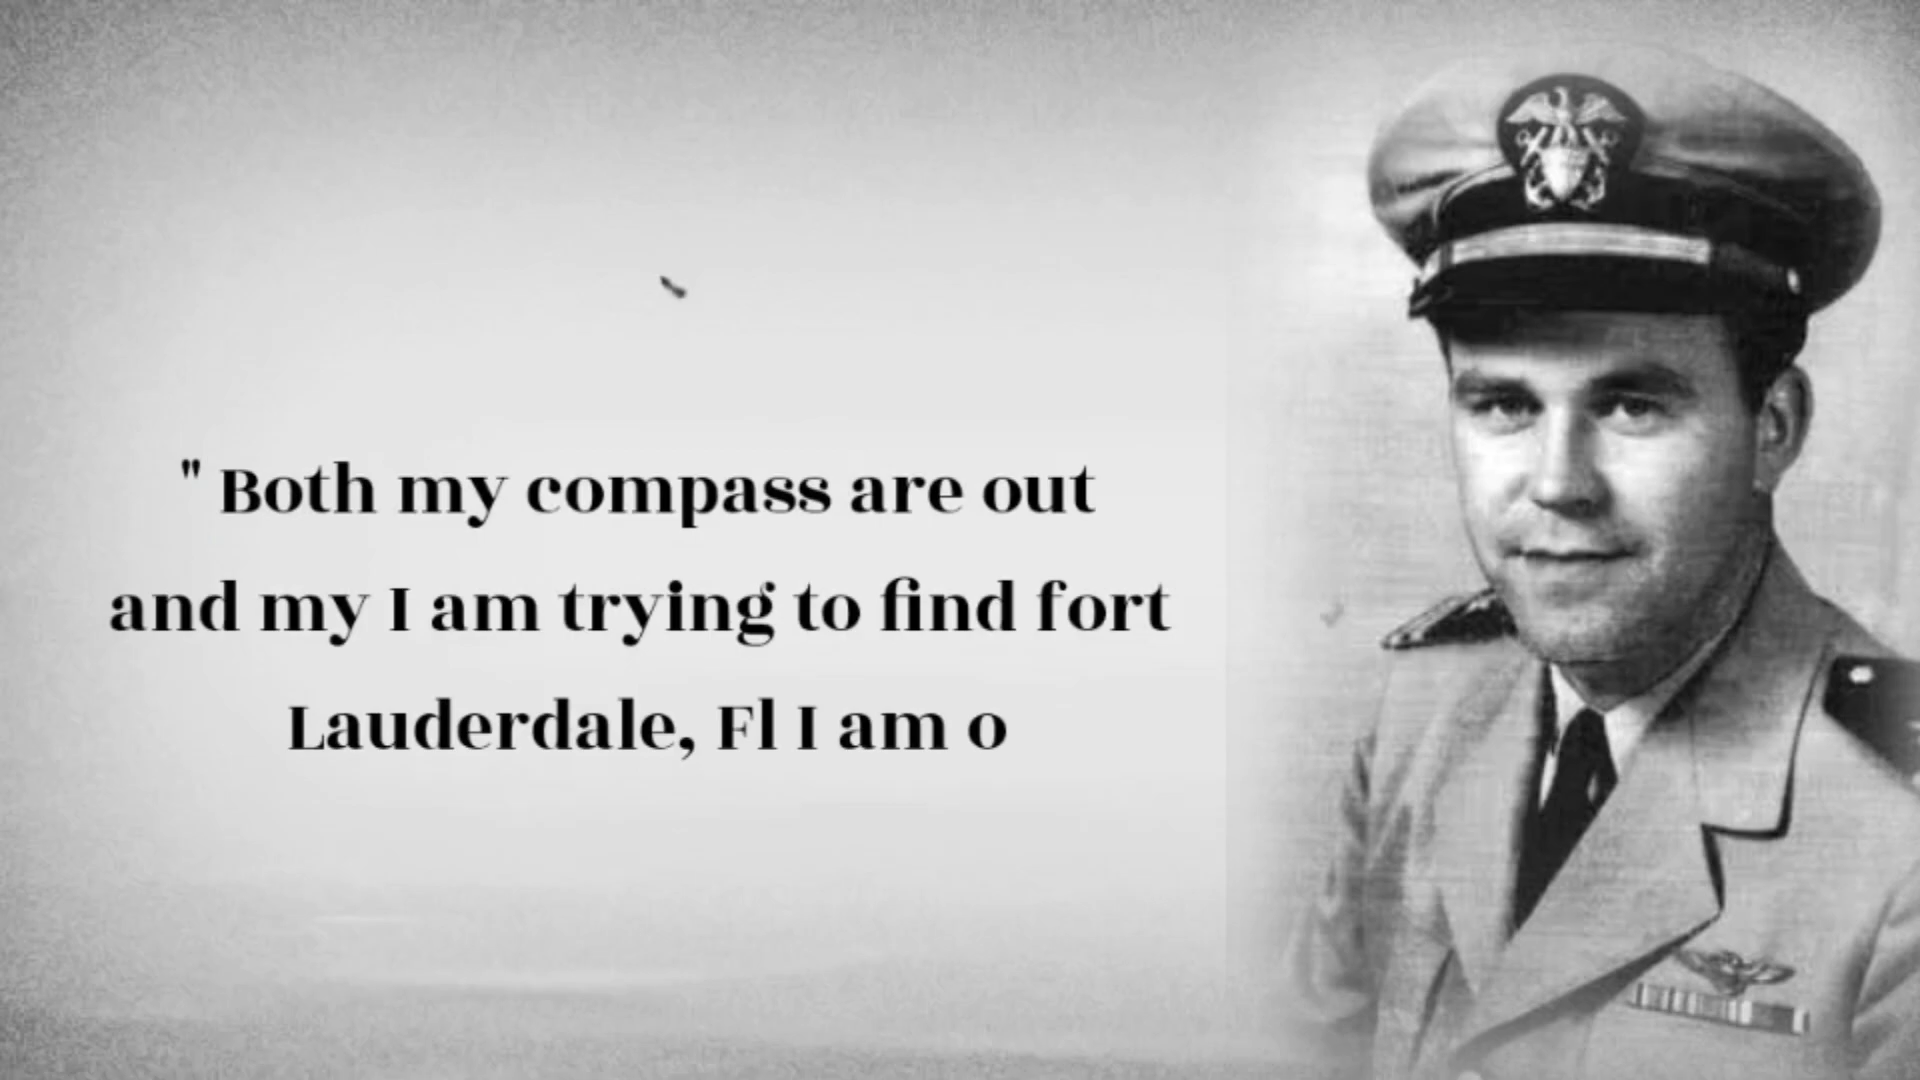 " Both my compass are out
and my I am trying to find fort
Lauderdale, Fl I am o